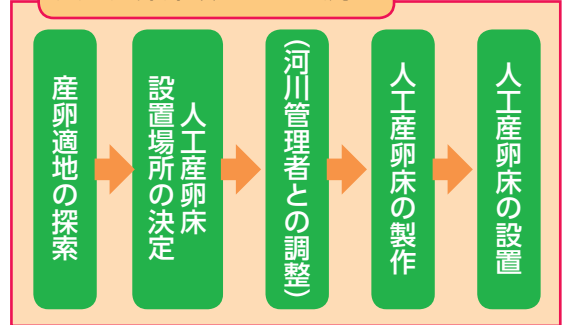 産卵適地の探索
人工産卵床
設置場所の決定
（河川管理者との調整）
人工産卵床の製作
人工産卵床の設置